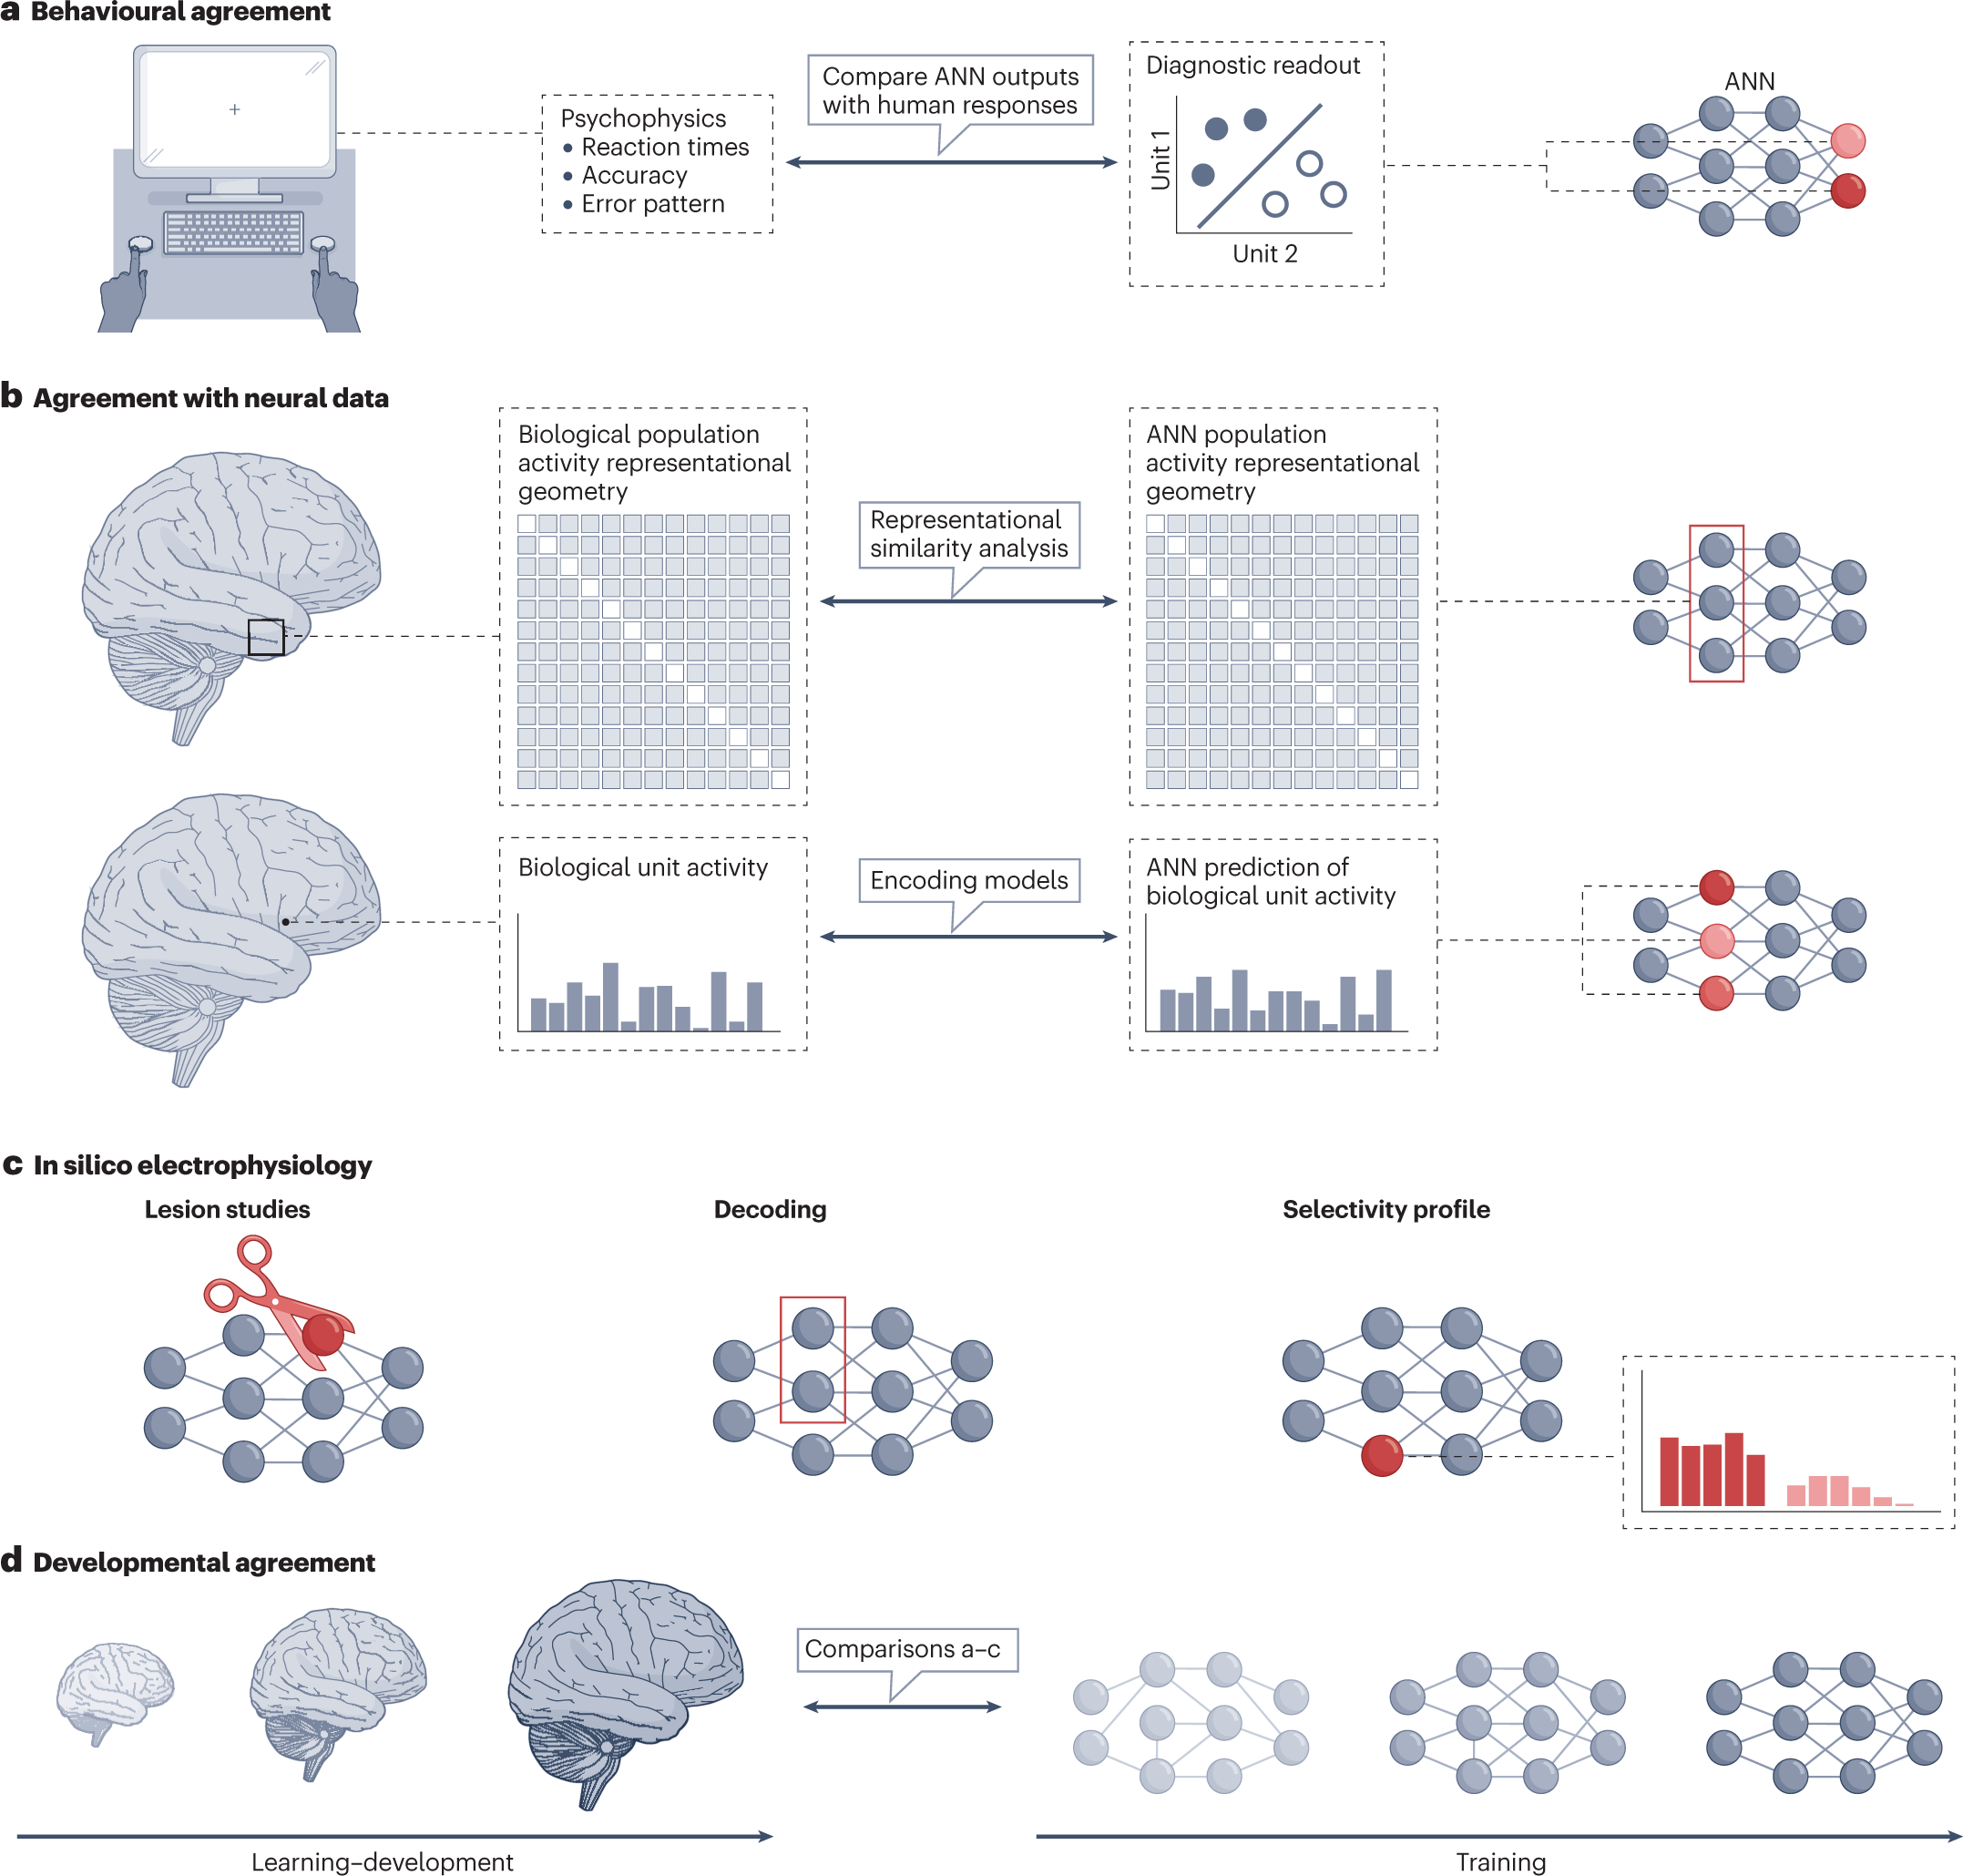 a Behavioural agreement
Psychophysics
• Reaction times
• Accuracy
• Error pattern
Compare ANN outputs
with human responses
Diagnostic readout
Unit 1
Unit 2
ANN
b Agreement with neural data
Biological population
activity representational
geometry
Representational
similarity analysis
ANN population
activity representational
geometry
Biological unit activity
Encoding models
ANN prediction of
biological unit activity
c In silico electrophysiology
Lesion studies
Decoding
Selectivity profile
d Developmental agreement
Comparisons a–c
Learning–development
Training